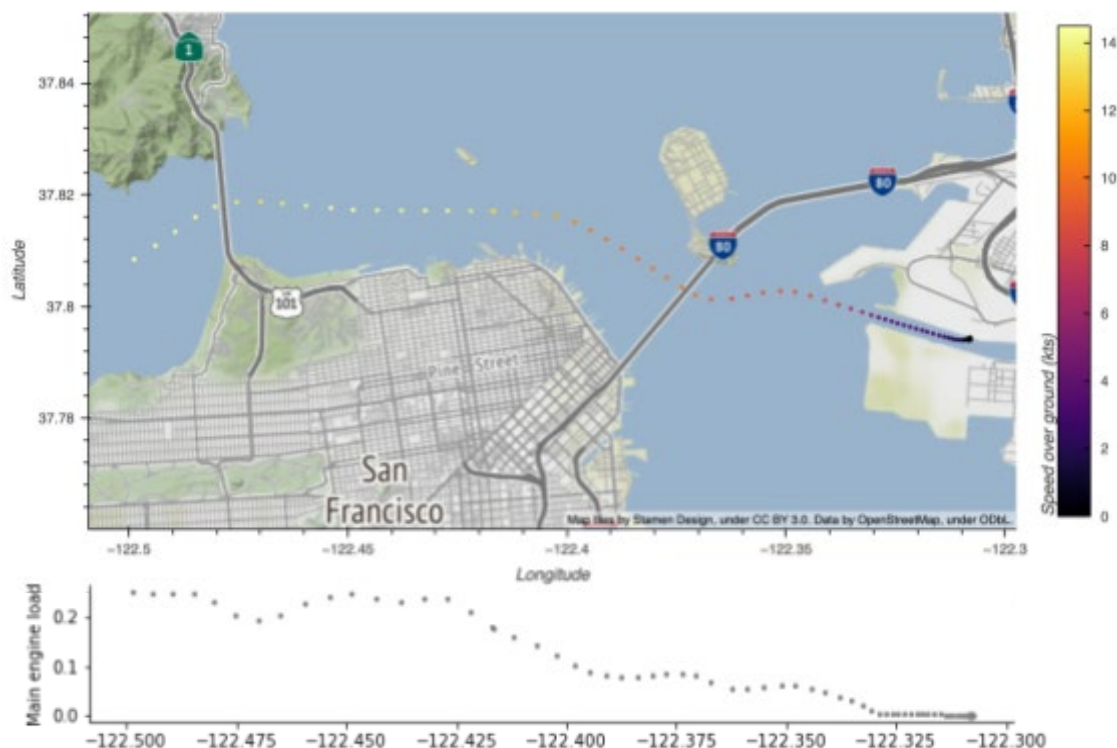 1
14
37.84
12
80
37.82
10
80
8
Latitude
37.8
101
6
Pine Street
4
Speed over ground (kts)
37.78
2
San
Francisco
0
Map tiles by Stamen Design, under CC BY 3.0. Data by OpenStreetMap, under ODbL.
−122.5 −122.45 −122.4 −122.35 −122.3
Longitude
Main engine load
0.2
0.1
0.0
−122.500 −122.475 −122.450 −122.425 −122.400 −122.375 −122.350 −122.325 −122.300